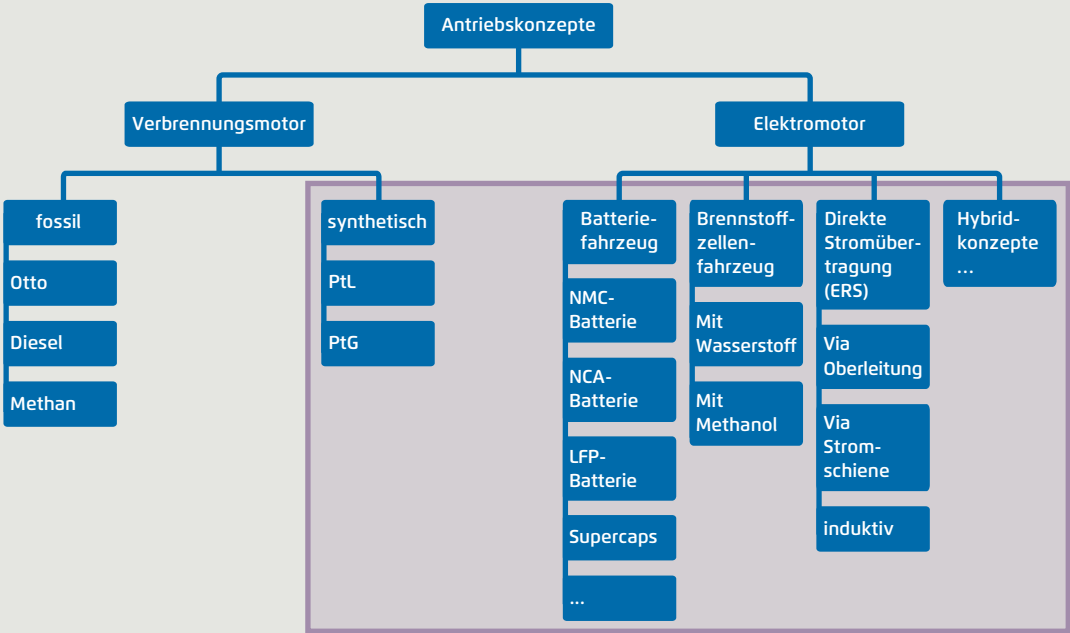 Antriebskonzepte
Verbrennungsmotor
Elektromotor
fossil
Otto
Diesel
Methan
synthetisch
PtL
PtG
Batterie-
fahrzeug
NMC-
Batterie
NCA-
Batterie
LFP-
Batterie
Supercaps
...
Brennstoff-
zellen-
fahrzeug
Mit
Wasserstoff
Mit
Methanol
Direkte
Stromüber-
tragung
(ERS)
Via
Oberleitung
Via
Strom-
schiene
induktiv
Hybrid-
konzepte
...